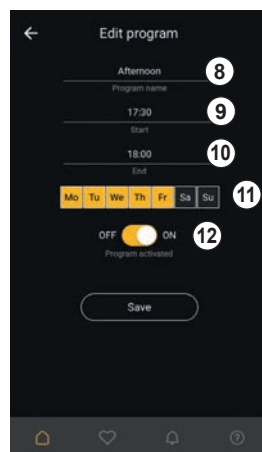 Edit program
Afternoon 8
Program name
17:30 9
Start
18:00 10
End
Mo Tu We Th Fr Sa Su 11
OFF ON 12
Program activated
Save
?